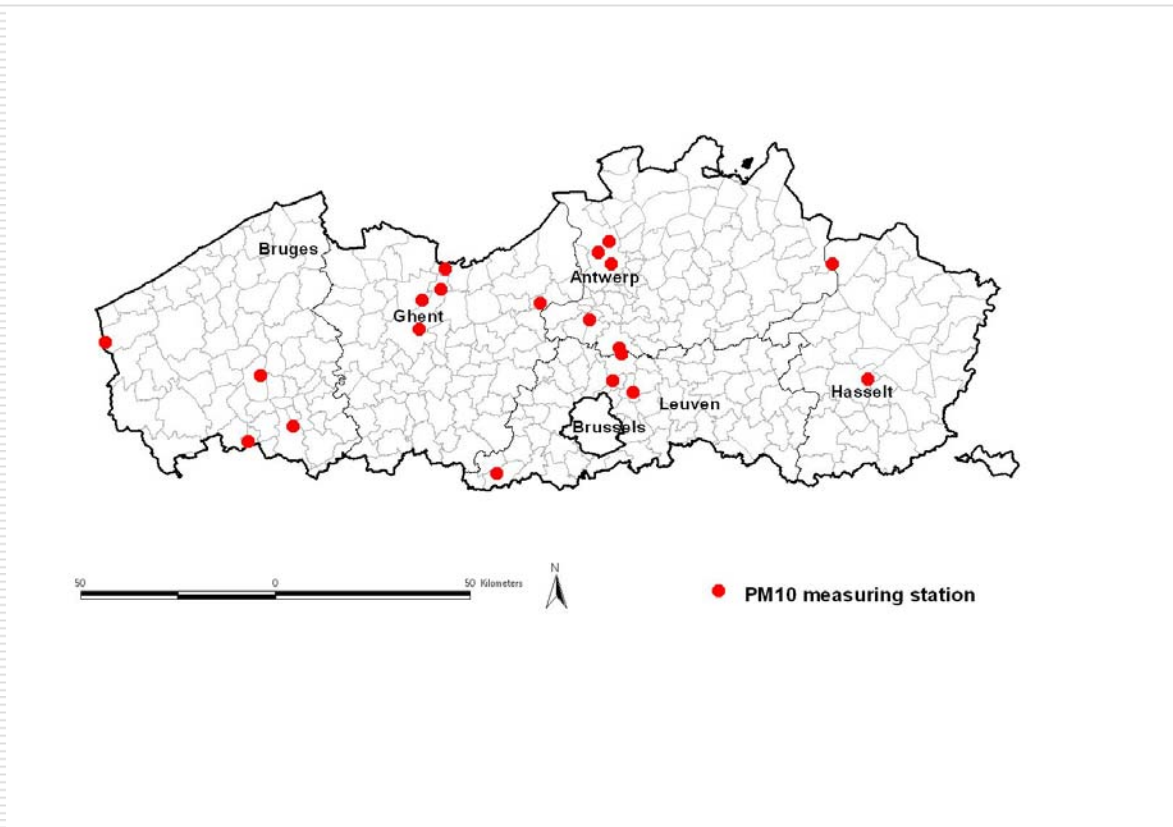 Bruges
Antwerp
Ghent
Hasselt
Leuven
Brussels
50 0 50 Kilometers
N
PM10 measuring station